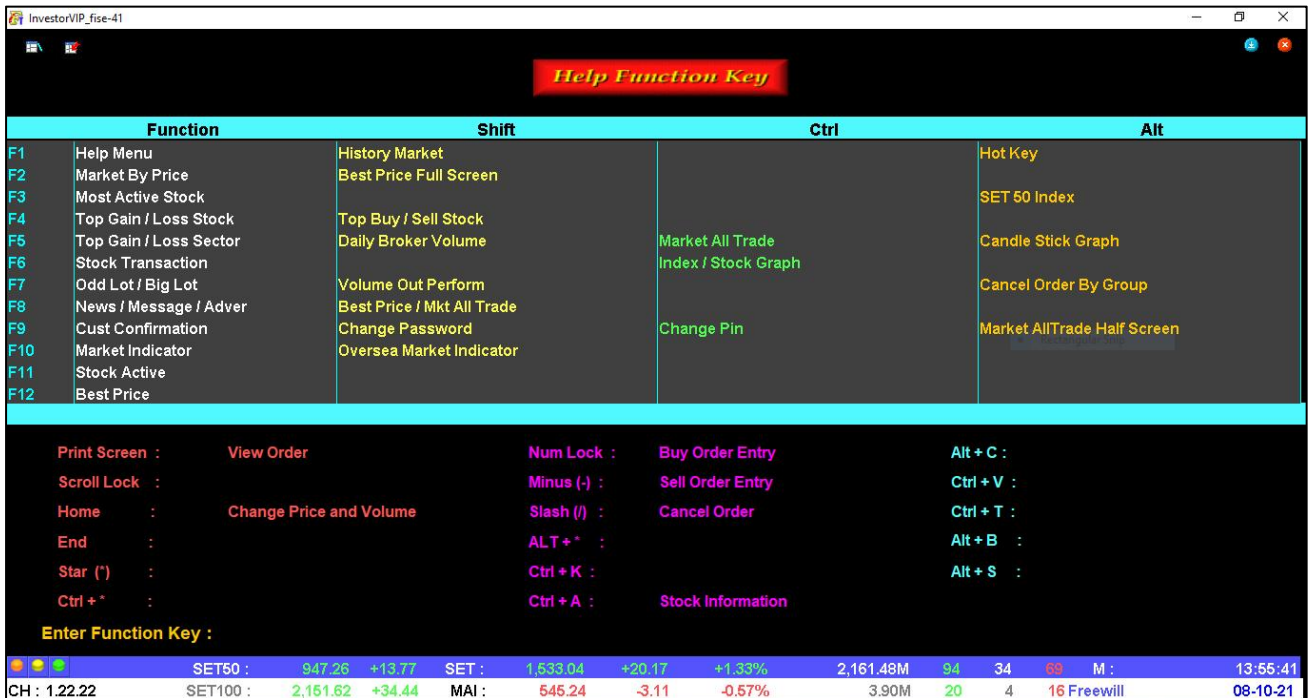 InvestorVIP_fise-41
Help Function Key
Function Shift Ctrl Alt
F1 Help Menu History Market Hot Key
F2 Market By Price Best Price Full Screen
F3 Most Active Stock SET 50 Index
F4 Top Gain / Loss Stock Top Buy / Sell Stock
F5 Top Gain / Loss Sector Daily Broker Volume Market All Trade Candle Stick Graph
F6 Stock Transaction Index / Stock Graph
F7 Odd Lot / Big Lot Volume Out Perform Cancel Order By Group
F8 News / Message / Adver Best Price / Mkt All Trade
F9 Cust Confirmation Change Password Change Pin Market AllTrade Half Screen
Rectangular Snip
F10 Market Indicator Oversea Market Indicator
F11 Stock Active
F12 Best Price
Print Screen : View Order Num Lock : Buy Order Entry Alt + C :
Scroll Lock : Minus (-) : Sell Order Entry Ctrl + V :
Home : Change Price and Volume Slash (/) : Cancel Order Ctrl + T :
End : ALT + * : Alt + B :
Star (*) : Ctrl + K : Alt + S :
Ctrl + * : Ctrl + A : Stock Information
Enter Function Key :
SET50 : 947.26 +13.77 SET : 1,533.04 +20.17 +1.33% 2,161.48M 94 34 69 M : 13:55:41
CH : 1.22.22 SET100 : 2,151.62 +34.44 MAI : 545.24 -3.11 -0.57% 3.90M 20 4 16 Freewill 08-10-21